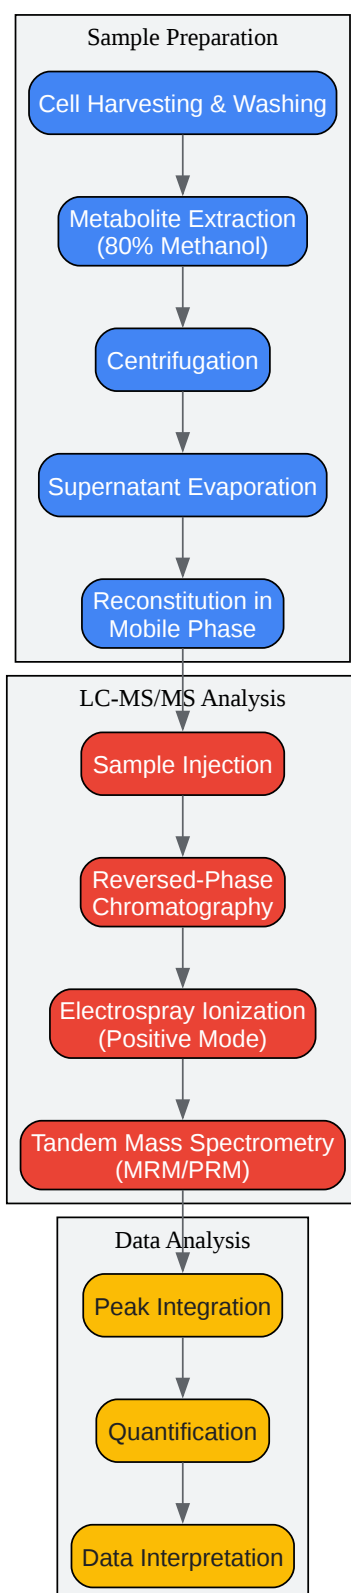 Sample Preparation
Cell Harvesting & Washing
Metabolite Extraction
(80% Methanol)
Centrifugation
Supernatant Evaporation
Reconstitution in
Mobile Phase
LC-MS/MS Analysis
Sample Injection
Reversed-Phase
Chromatography
Electrospray Ionization
(Positive Mode)
Tandem Mass Spectrometry
(MRM/PRM)
Data Analysis
Peak Integration
Quantification
Data Interpretation